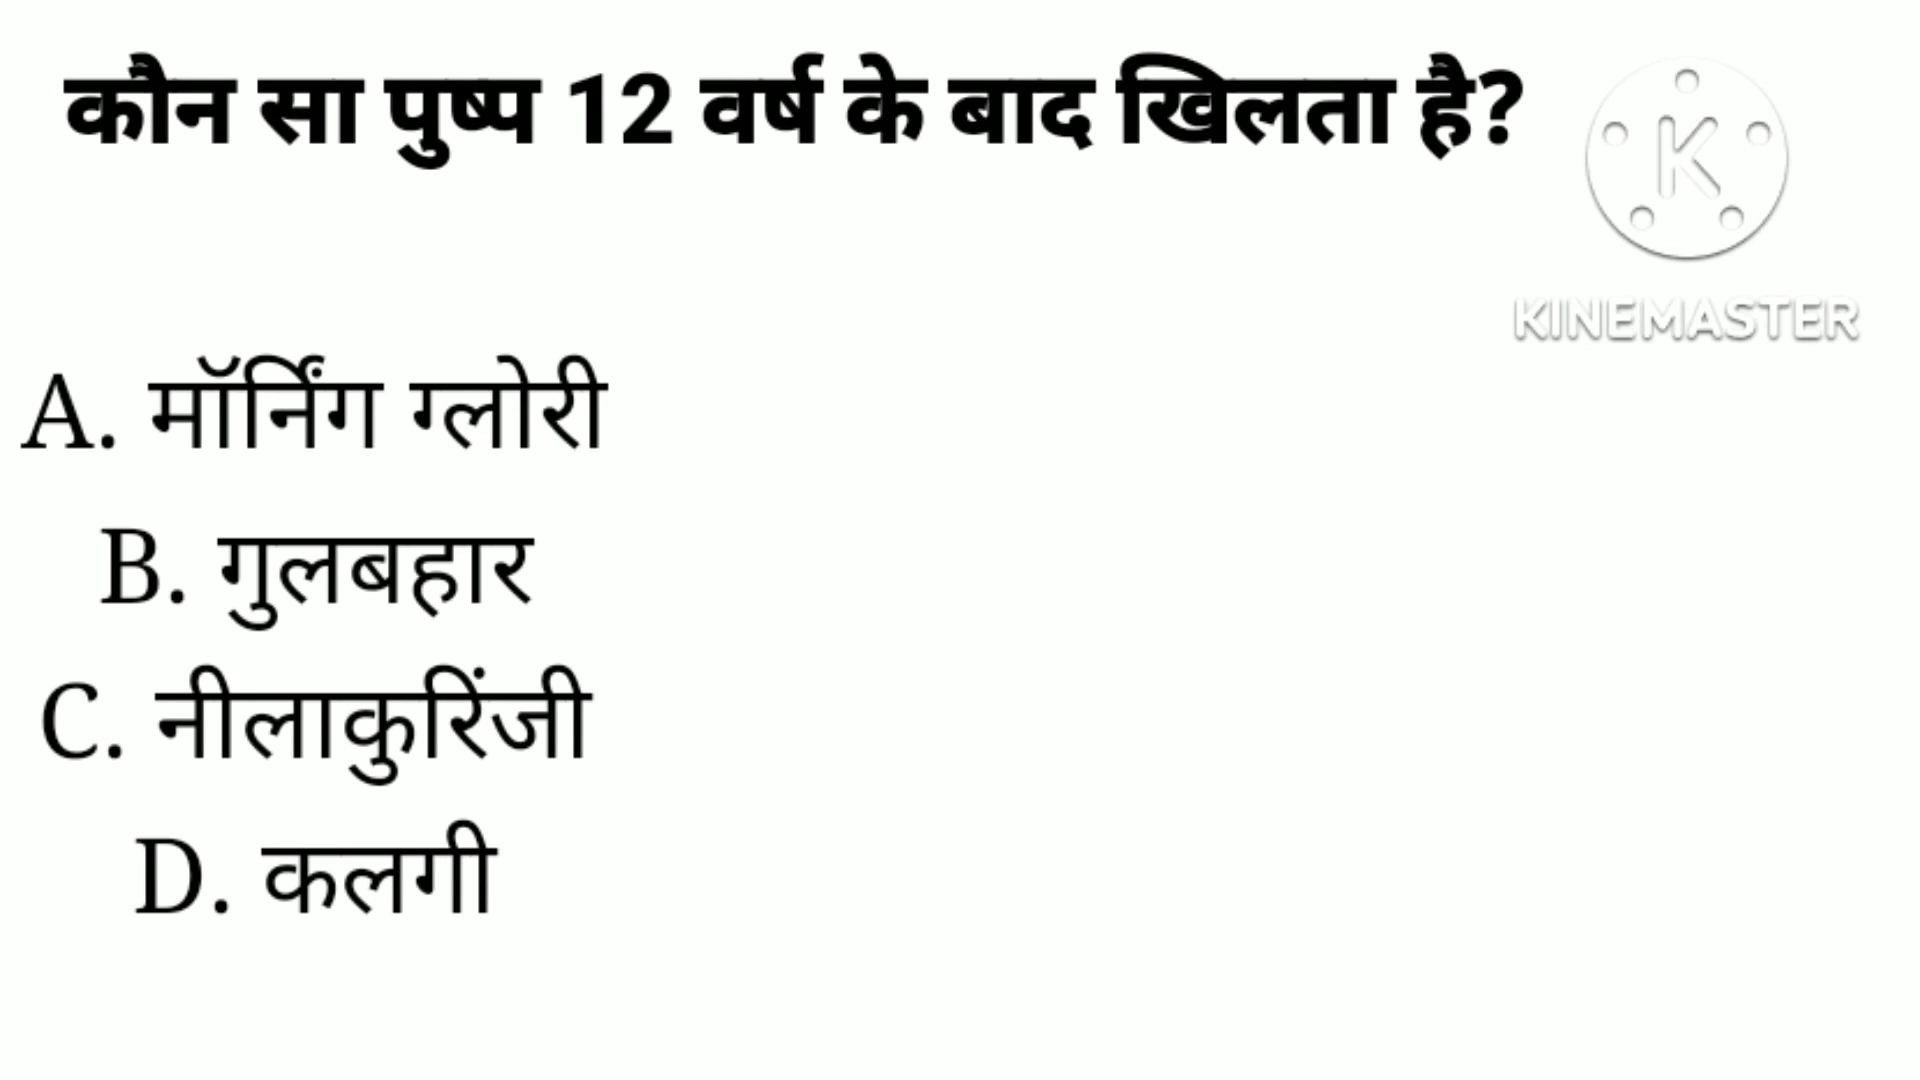 कौन सा पुष्प 12 वर्ष के बाद खिलता है?
K
KINEMASTER
A. मॉर्निंग ग्लोरी
B. गुलबहार
C. नीलाकुरिंजी
D. कलगी